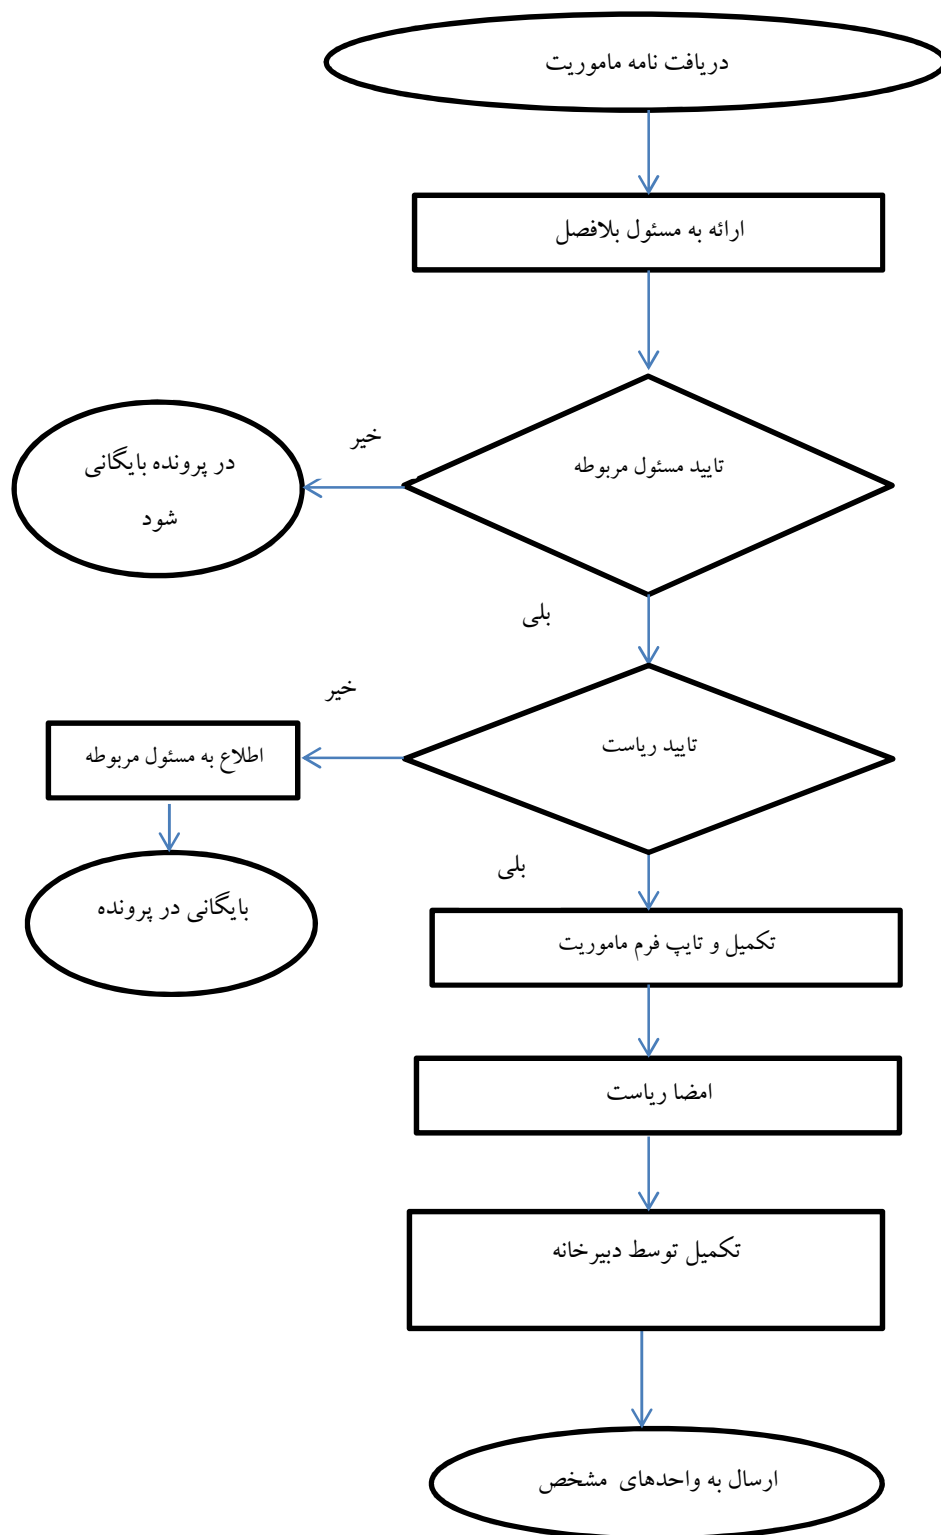 دریافت نامه ماموریت
ارائه به مسئول بلافصل
تایید مسئول مربوطه
خیر
در پرونده بایگانی
شود
بلی
تایید ریاست
خیر
اطلاع به مسئول مربوطه
بایگانی در پرونده
بلی
تکمیل و تایپ فرم ماموریت
امضا ریاست
تکمیل توسط دبیرخانه
ارسال به واحدهای مشخص